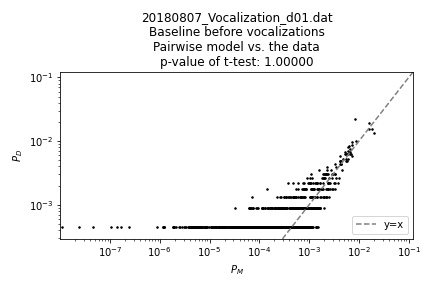 20180807_Vocalization_d01.dat
Baseline before vocalizations
Pairwise model vs. the data
p-value of t-test: 1.00000
10⁻¹
10⁻²
10⁻³
P_D
y=x
10⁻⁷ 10⁻⁶ 10⁻⁵ 10⁻⁴ 10⁻³ 10⁻² 10⁻¹
P_M